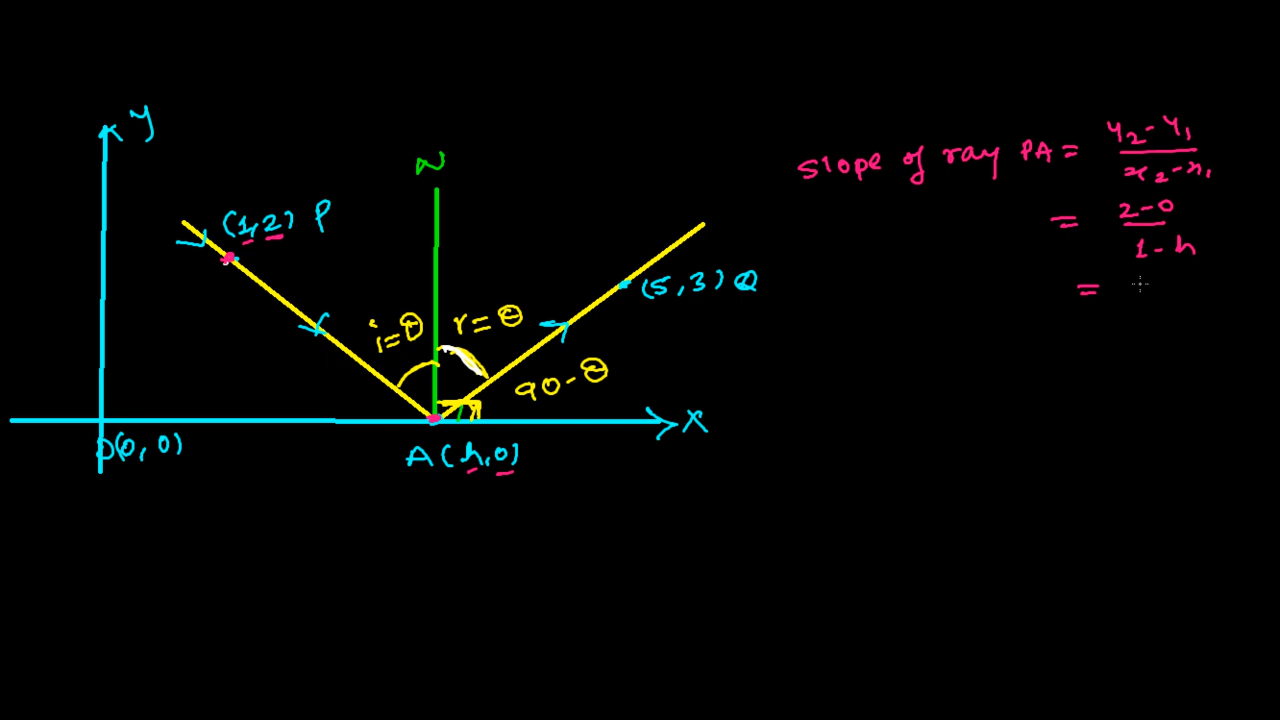 y
N
(1,2) P
Slope of ray PA = y₂-y₁
x₂-x₁
= 2-0
1-h
=
(5,3) Q
i=θ
r=θ
90-θ
X
O(0,0)
A(h,0)